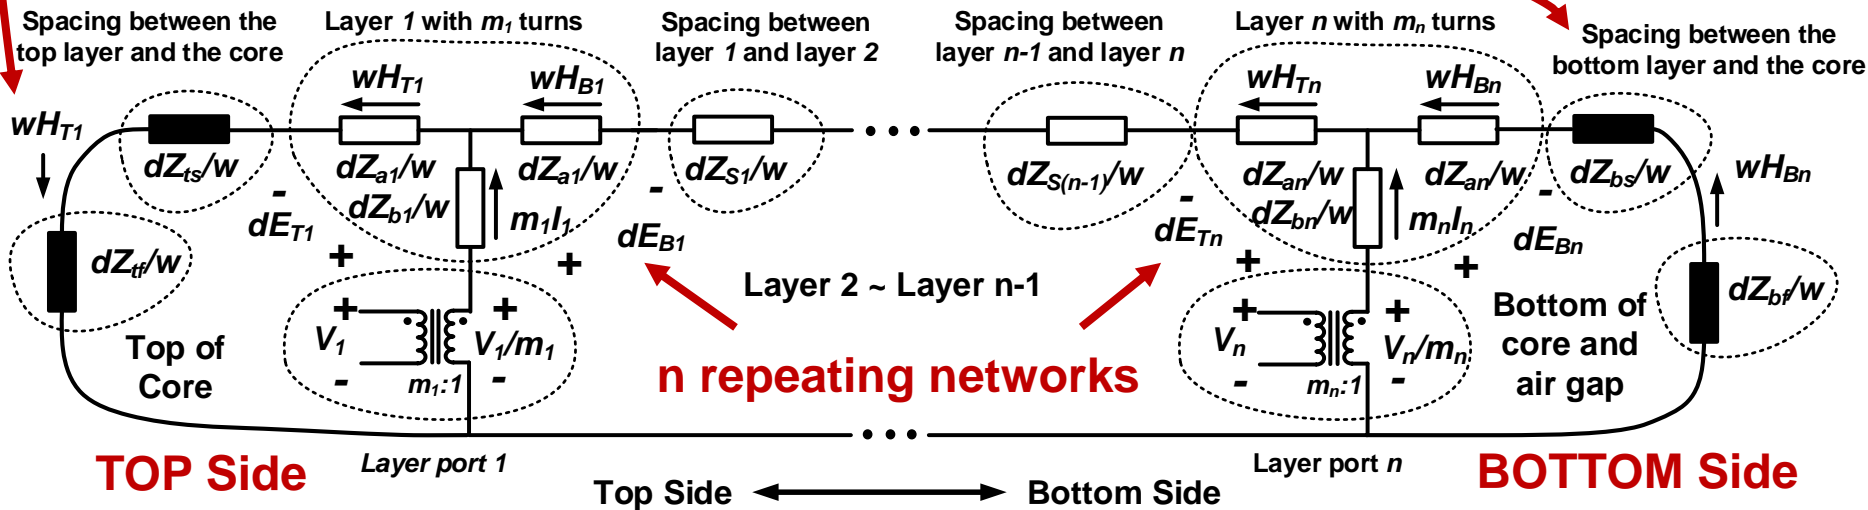 Spacing between the
top layer and the core
Layer 1 with m1 turns
Spacing between
layer 1 and layer 2
Spacing between
layer n-1 and layer n
Layer n with mn turns
Spacing between the
bottom layer and the core
wHT1
wHT1
wHB1
wHTn
wHBn
wHBn
dZts/w
dZa1/w
dZa1/w
dZS1/w
dZS(n-1)/w
dZan/w
dZan/w
dZbs/w
dZb1/w
dZbn/w
m1I1
mnIn
-
dET1
+
-
dEB1
+
-
dETn
+
-
dEBn
+
dZtf/w
dZbf/w
Layer 2 ~ Layer n-1
+
V1
-
+
V1/m1
-
m1:1
+
Vn
-
+
Vn/mn
-
mn:1
Top of
Core
n repeating networks
Bottom of
core and
air gap
TOP Side
Layer port 1
Layer port n
BOTTOM Side
Top Side
Bottom Side